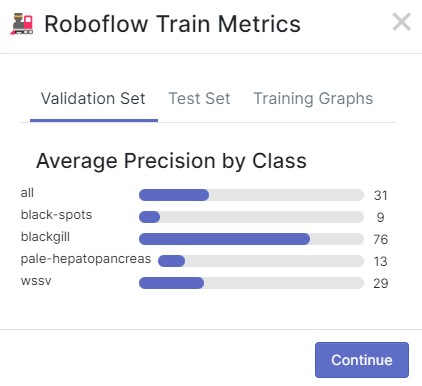 Roboflow Train Metrics
Validation Set Test Set Training Graphs
Average Precision by Class
all 31
black-spots 9
blackgill 76
pale-hepatopancreas 13
wssv 29
Continue